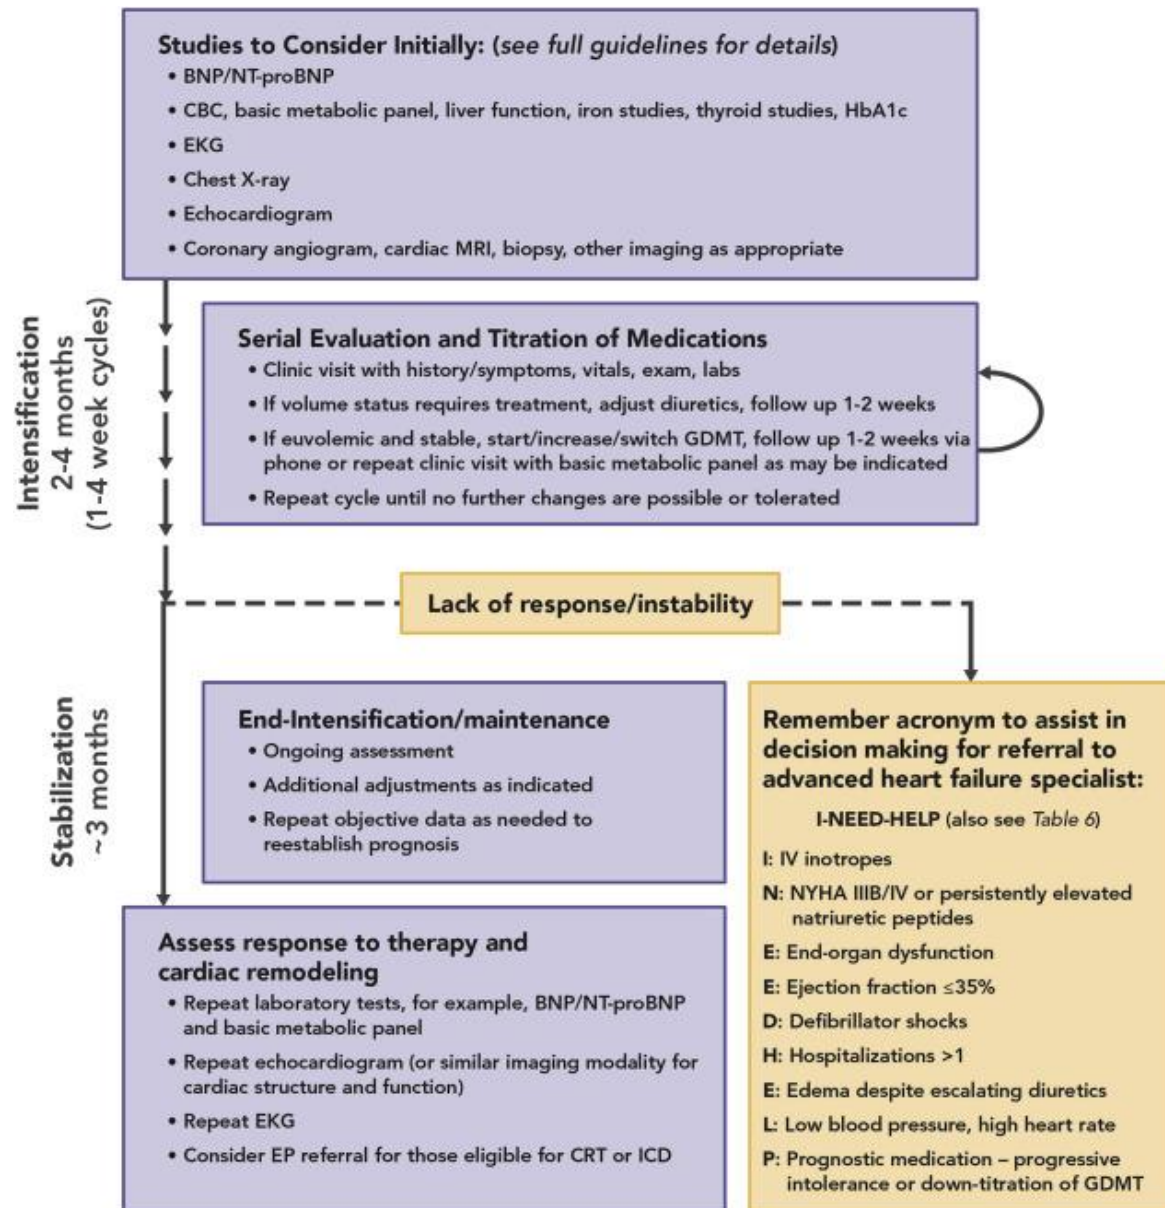 Studies to Consider Initially: (see full guidelines for details)
• BNP/NT-proBNP
• CBC, basic metabolic panel, liver function, iron studies, thyroid studies, HbA1c
• EKG
• Chest X-ray
• Echocardiogram
• Coronary angiogram, cardiac MRI, biopsy, other imaging as appropriate
Intensification
2-4 months
(1-4 week cycles)
Serial Evaluation and Titration of Medications
• Clinic visit with history/symptoms, vitals, exam, labs
• If volume status requires treatment, adjust diuretics, follow up 1-2 weeks
• If euvolemic and stable, start/increase/switch GDMT, follow up 1-2 weeks via
phone or repeat clinic visit with basic metabolic panel as may be indicated
• Repeat cycle until no further changes are possible or tolerated
Lack of response/instability
Stabilization
~3 months
End-Intensification/maintenance
• Ongoing assessment
• Additional adjustments as indicated
• Repeat objective data as needed to
reestablish prognosis
Assess response to therapy and
cardiac remodeling
• Repeat laboratory tests, for example, BNP/NT-proBNP
and basic metabolic panel
• Repeat echocardiogram (or similar imaging modality for
cardiac structure and function)
• Repeat EKG
• Consider EP referral for those eligible for CRT or ICD
Remember acronym to assist in
decision making for referral to
advanced heart failure specialist:
I-NEED-HELP (also see Table 6)
I: IV inotropes
N: NYHA IIIB/IV or persistently elevated
natriuretic peptides
E: End-organ dysfunction
E: Ejection fraction ≤35%
D: Defibrillator shocks
H: Hospitalizations >1
E: Edema despite escalating diuretics
L: Low blood pressure, high heart rate
P: Prognostic medication – progressive
intolerance or down-titration of GDMT